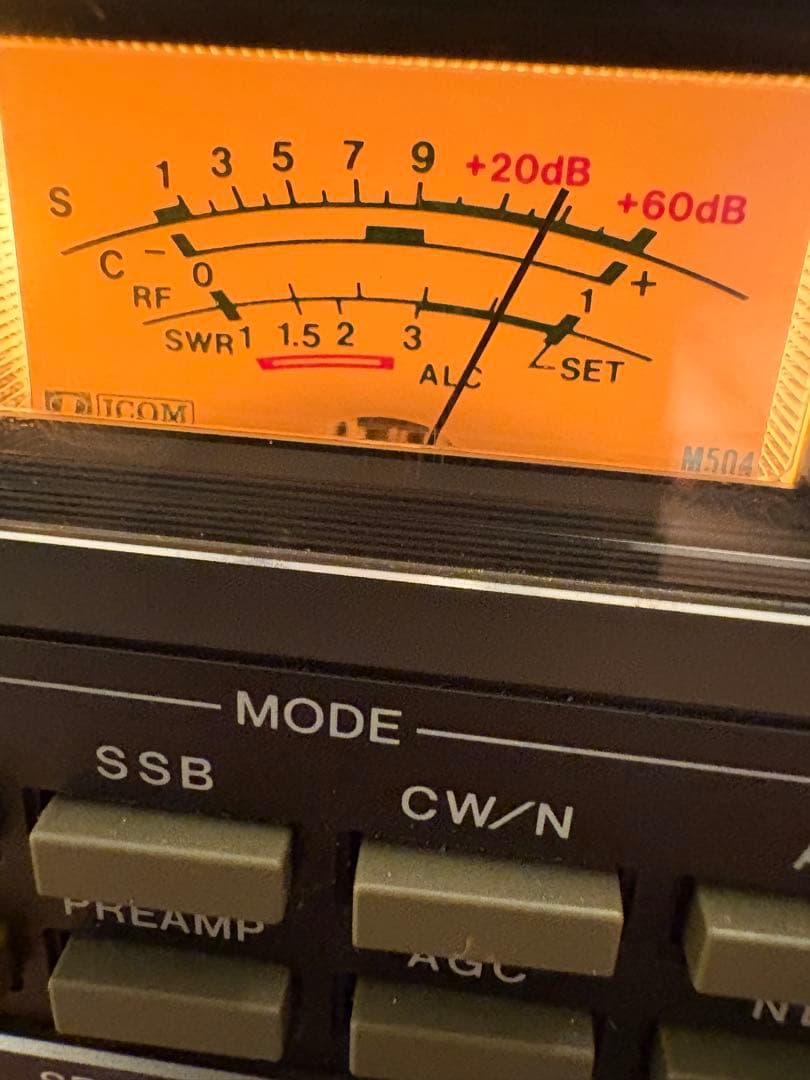 1 3 5 7 9 +20dB
S +60dB
C − +
0 1
RF
SWR 1 1.5 2 3
ALC SET
ICOM
M504
MODE
SSB CW/N
PREAMP AGC